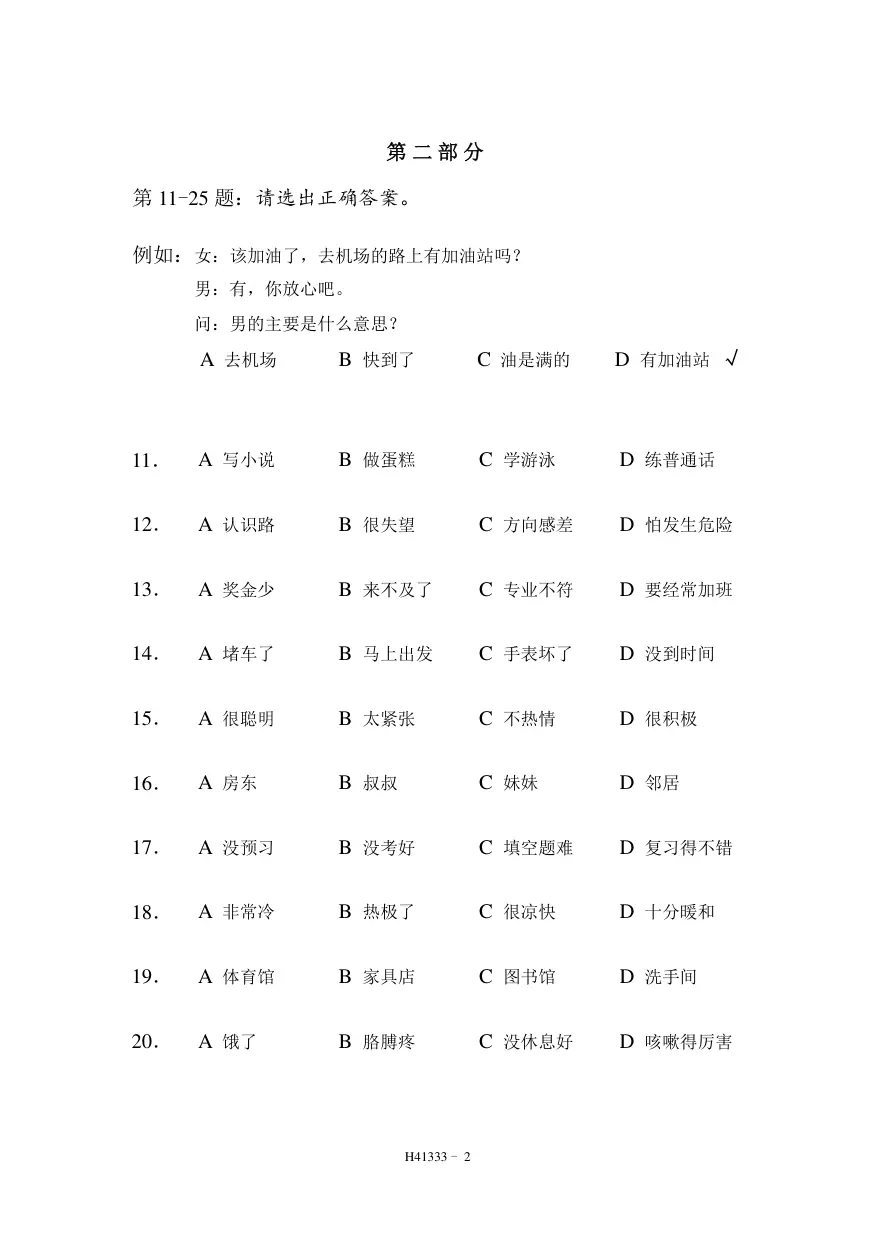 第 二 部 分
第 11-25 题：请选出正确答案。
例如：女：该加油了，去机场的路上有加油站吗？
男：有，你放心吧。
问：男的主要是什么意思？
A 去机场 B 快到了 C 油是满的 D 有加油站 √
11． A 写小说 B 做蛋糕 C 学游泳 D 练普通话
12． A 认识路 B 很失望 C 方向感差 D 怕发生危险
13． A 奖金少 B 来不及了 C 专业不符 D 要经常加班
14． A 堵车了 B 马上出发 C 手表坏了 D 没到时间
15． A 很聪明 B 太紧张 C 不热情 D 很积极
16． A 房东 B 叔叔 C 妹妹 D 邻居
17． A 没预习 B 没考好 C 填空题难 D 复习得不错
18． A 非常冷 B 热极了 C 很凉快 D 十分暖和
19． A 体育馆 B 家具店 C 图书馆 D 洗手间
20． A 饿了 B 胳膊疼 C 没休息好 D 咳嗽得厉害
H41333 - 2